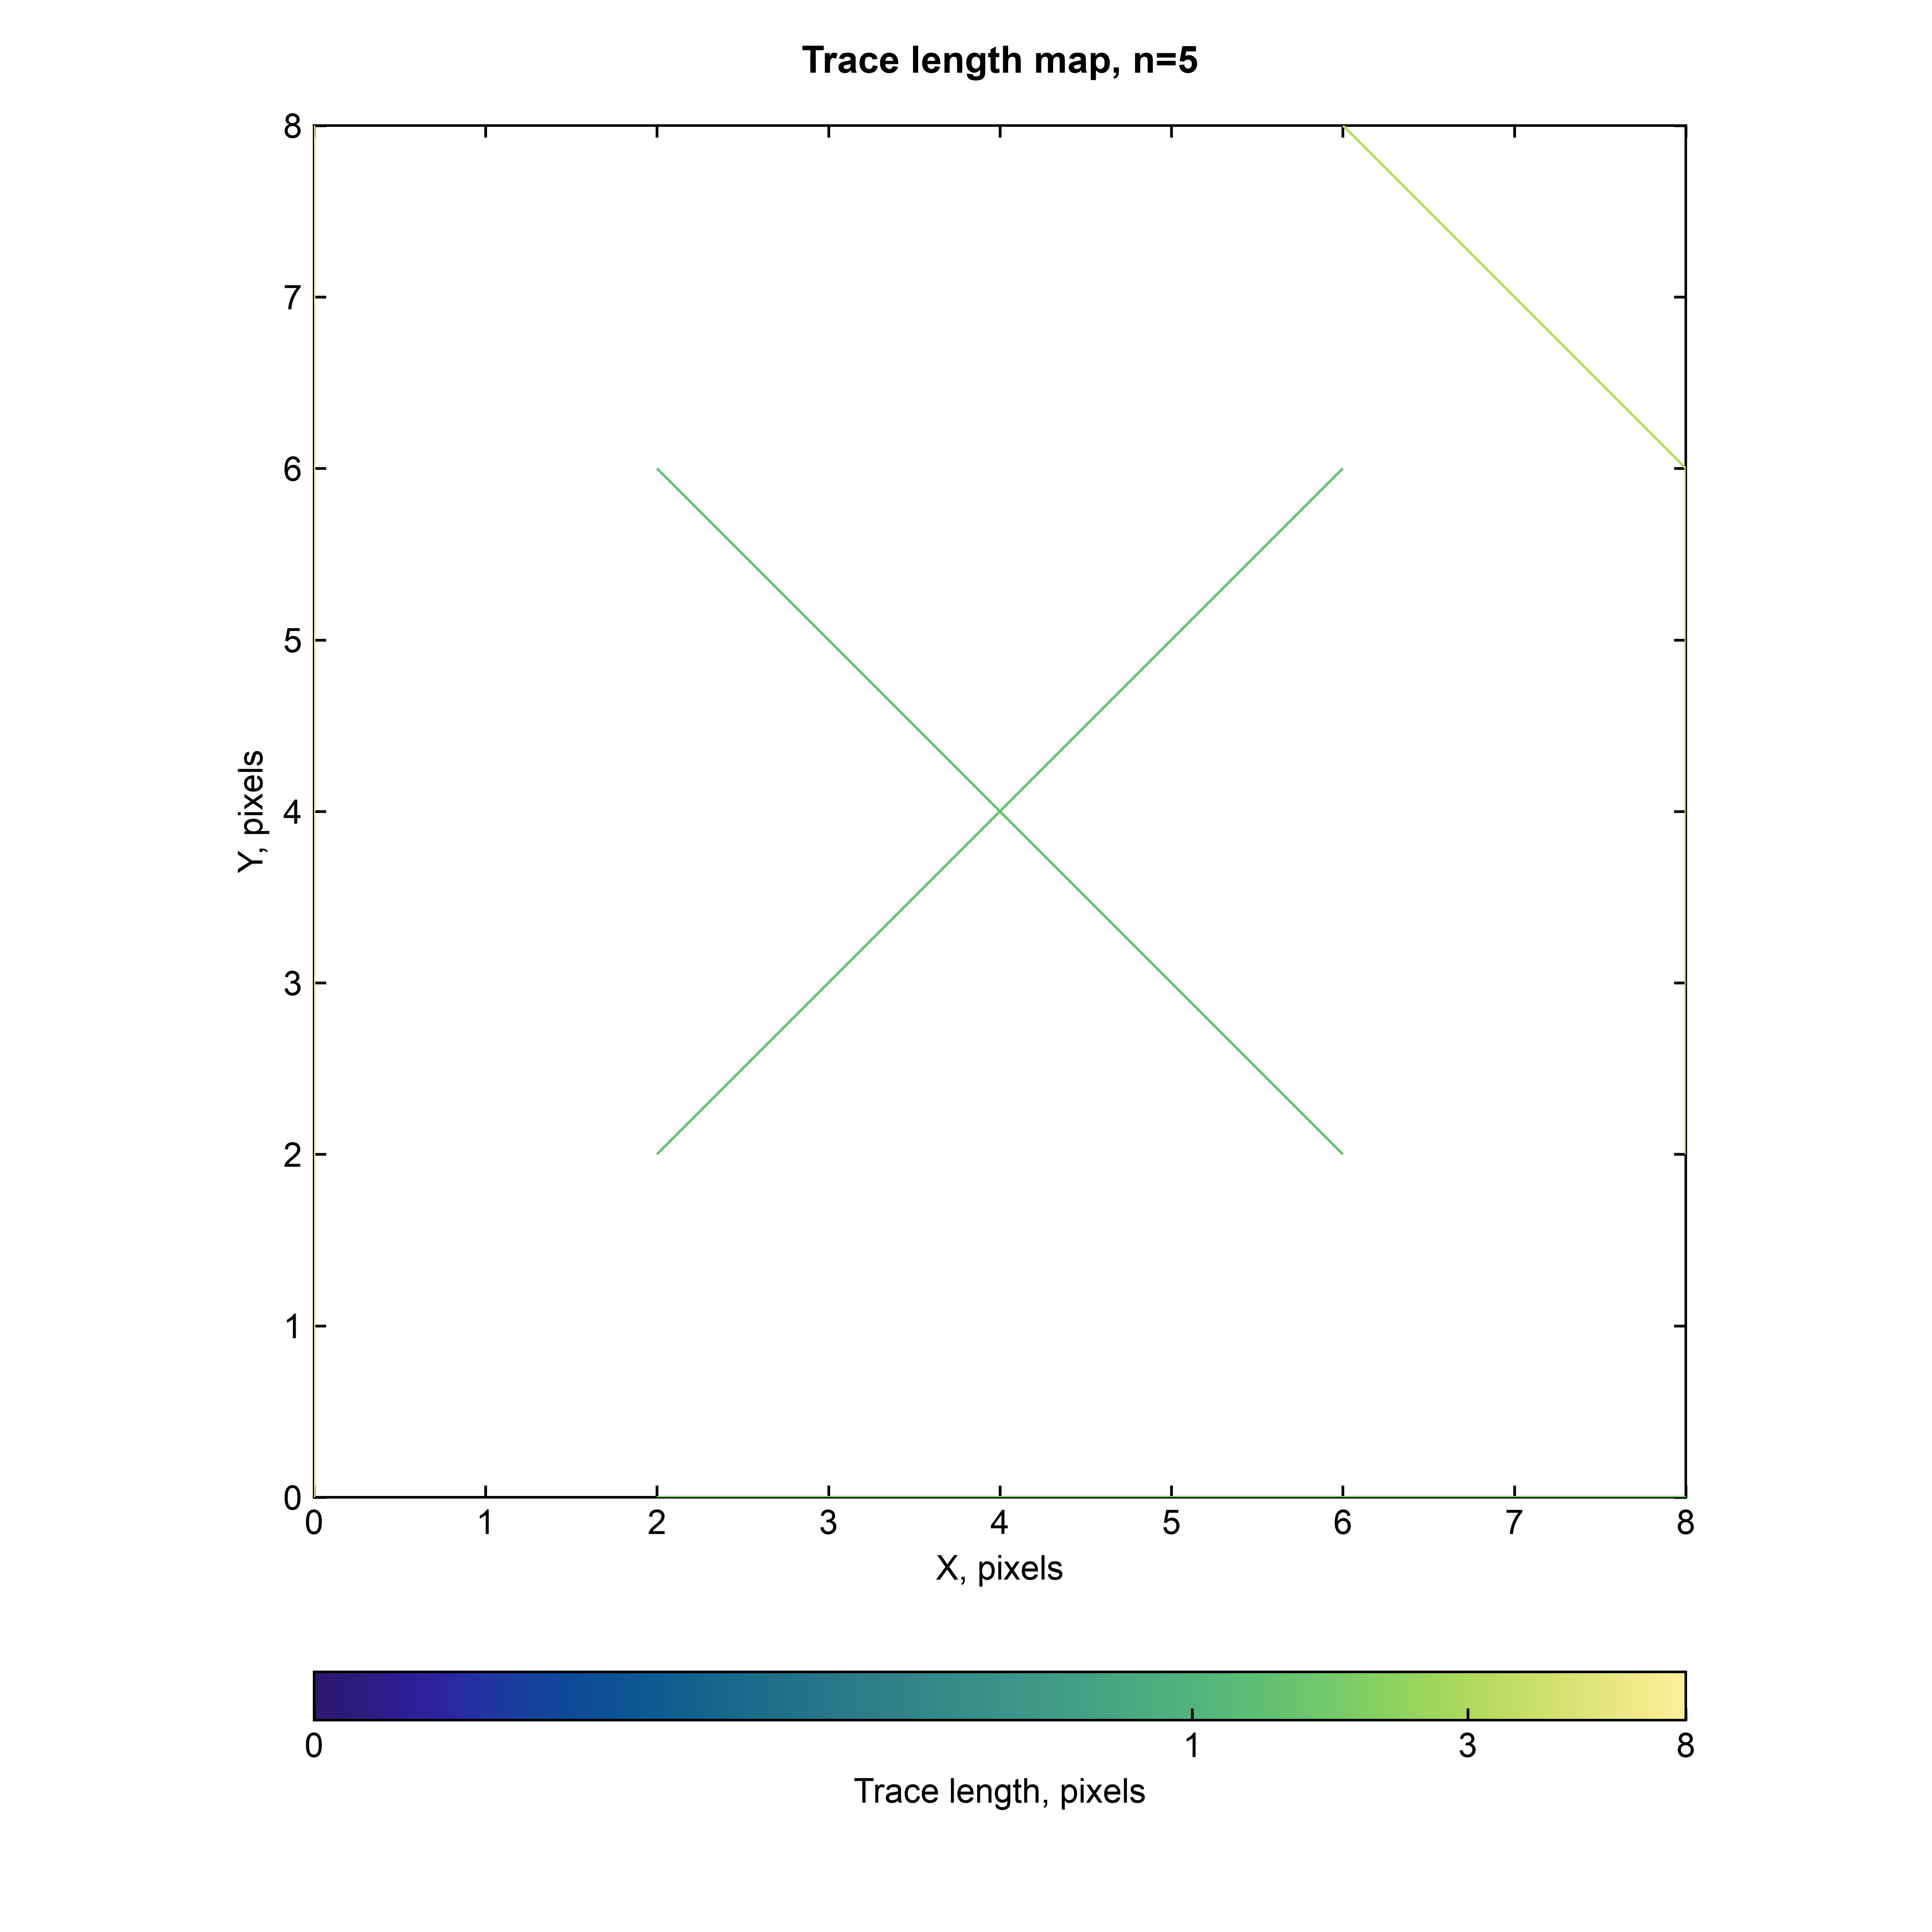 Trace length map, n=5
8
7
6
5
4
3
2
1
0
Y, pixels
0 1 2 3 4 5 6 7 8
X, pixels
0 1 3 8
Trace length, pixels